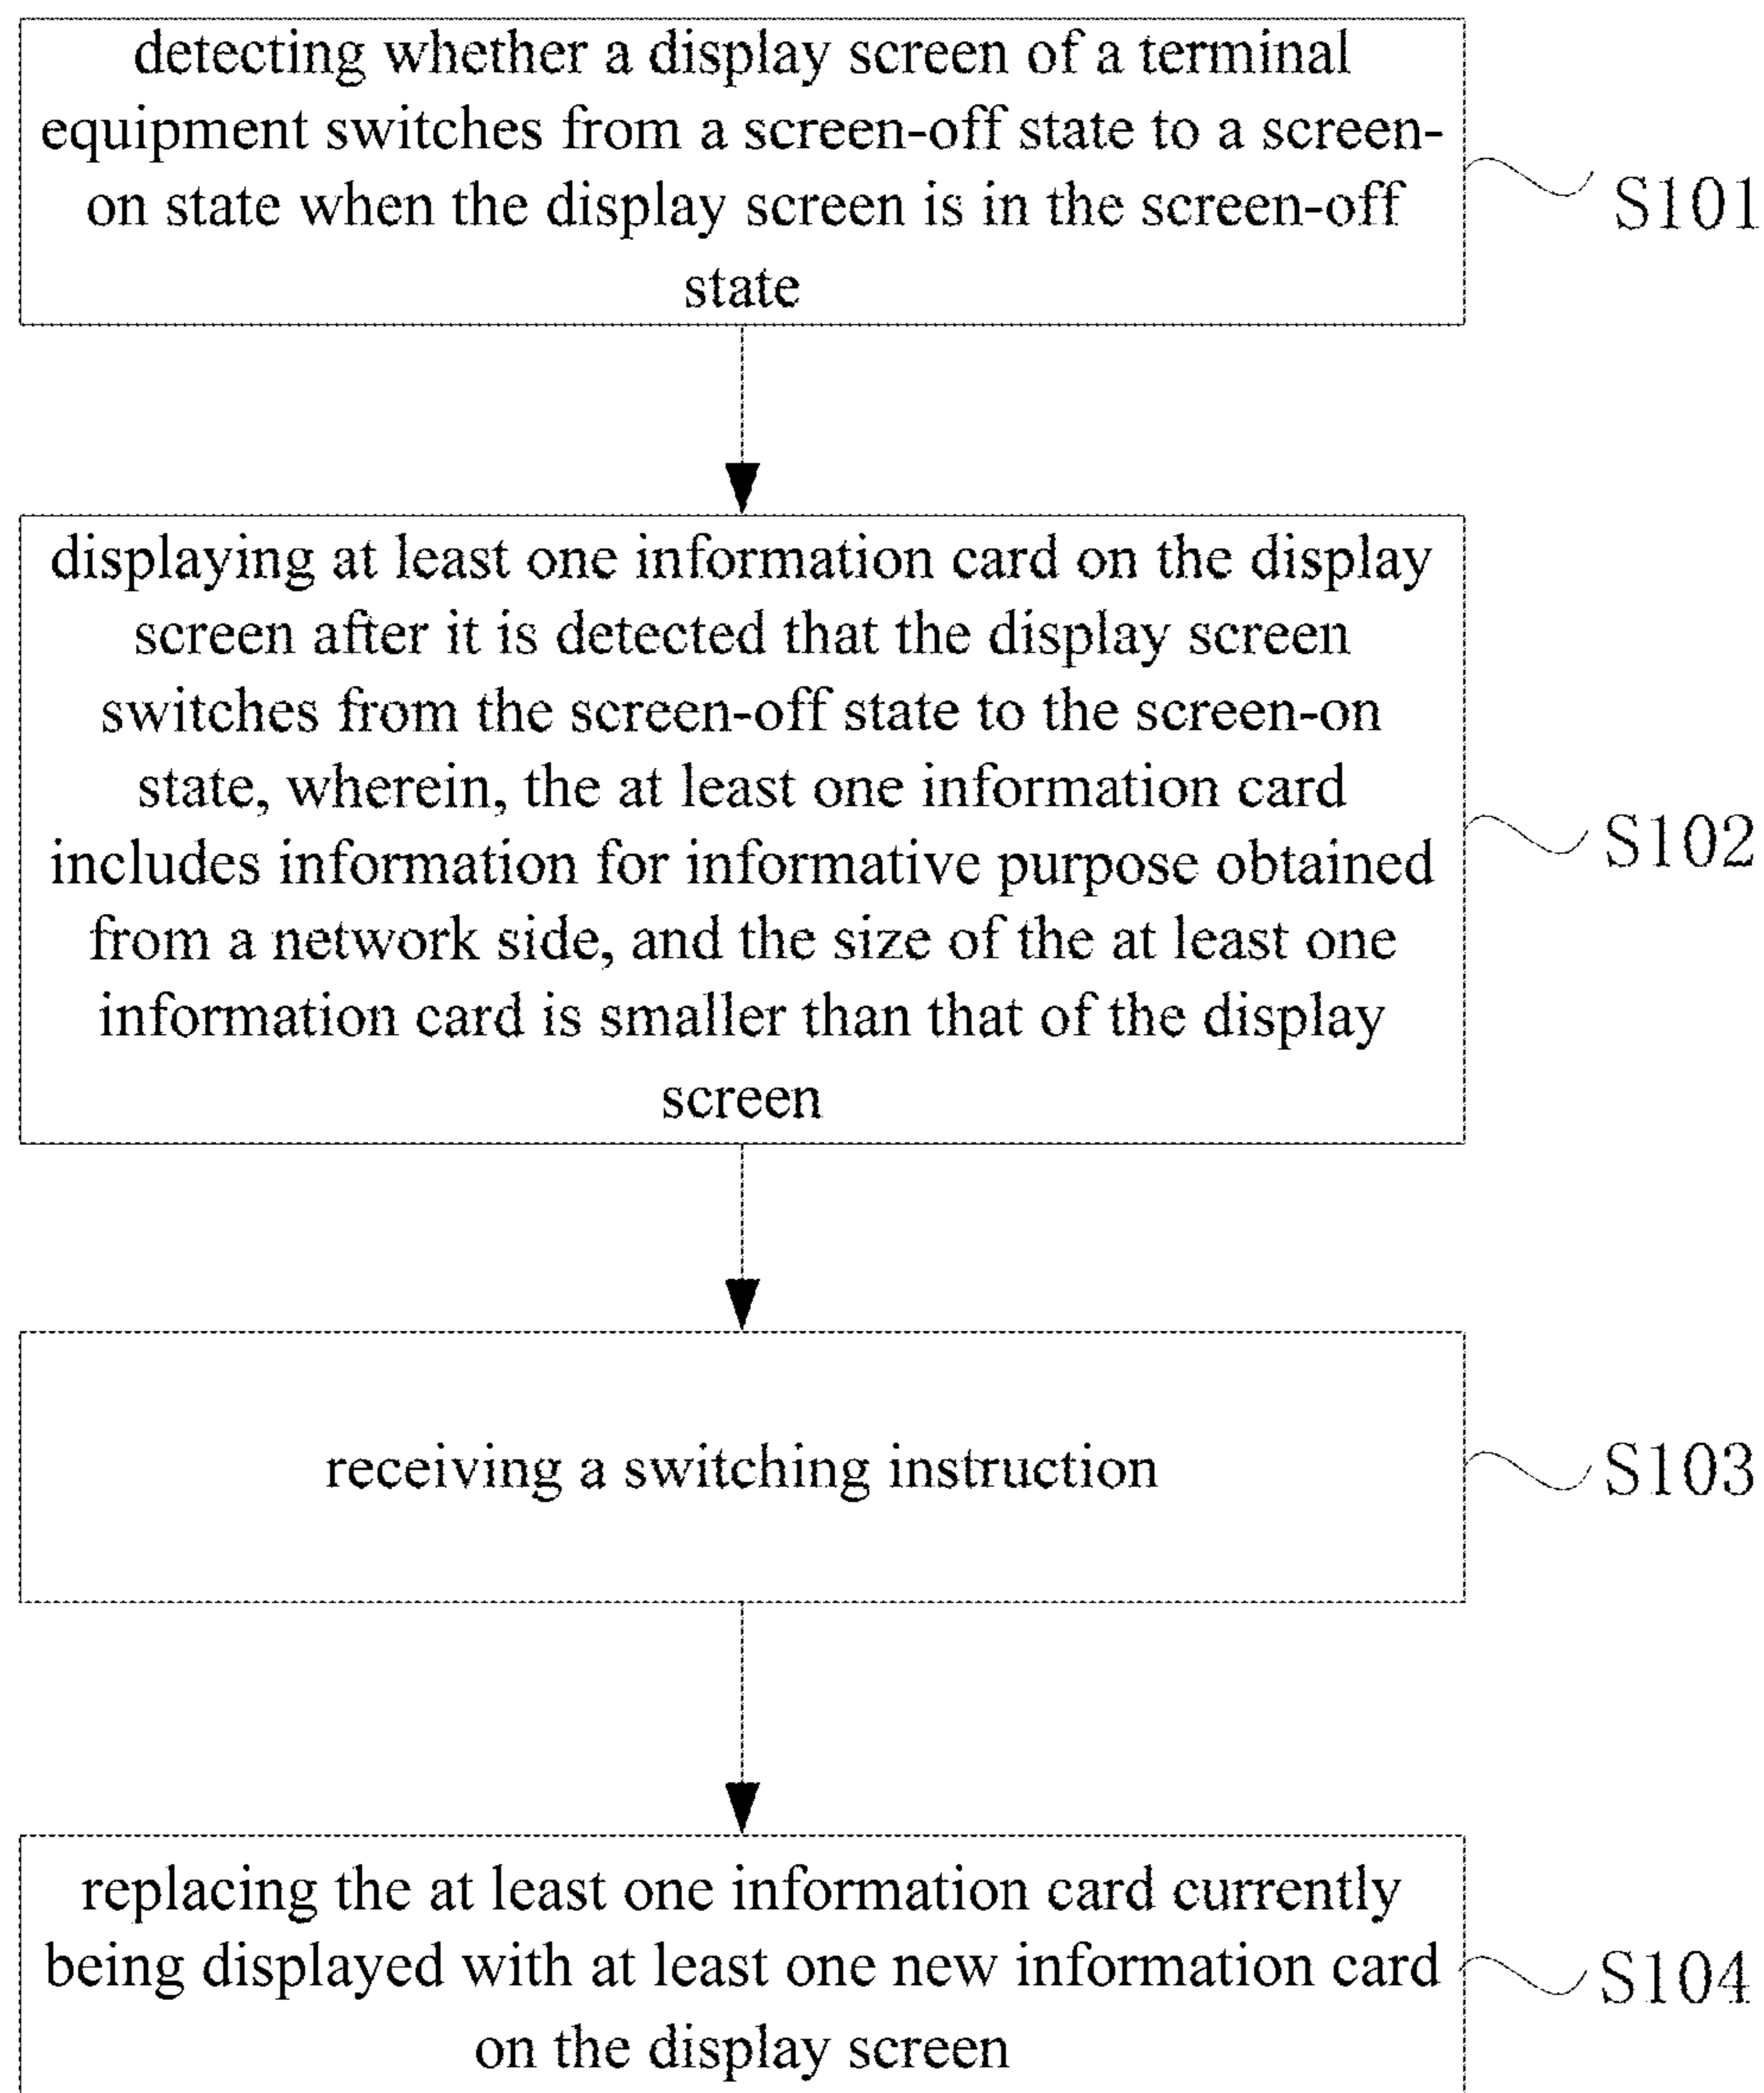 detecting whether a display screen of a terminal
equipment switches from a screen-off state to a screen-
on state when the display screen is in the screen-off
state
S101
displaying at least one information card on the display
screen after it is detected that the display screen
switches from the screen-off state to the screen-on
state, wherein, the at least one information card
includes information for informative purpose obtained
from a network side, and the size of the at least one
information card is smaller than that of the display
screen
S102
receiving a switching instruction
S103
replacing the at least one information card currently
being displayed with at least one new information card
on the display screen
S104